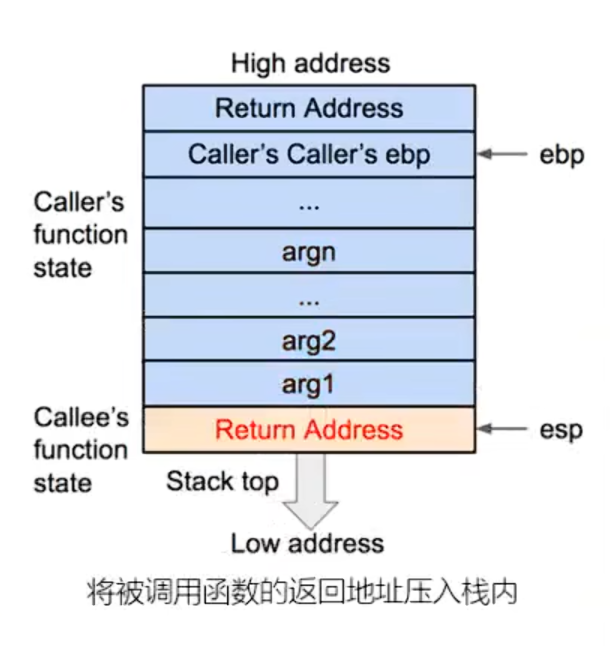 High address
Return Address
Caller's Caller's ebp
ebp
Caller's
function
state
...
argn
...
arg2
arg1
Callee's
function
state
Return Address
esp
Stack top
Low address
将被调用函数的返回地址压入栈内